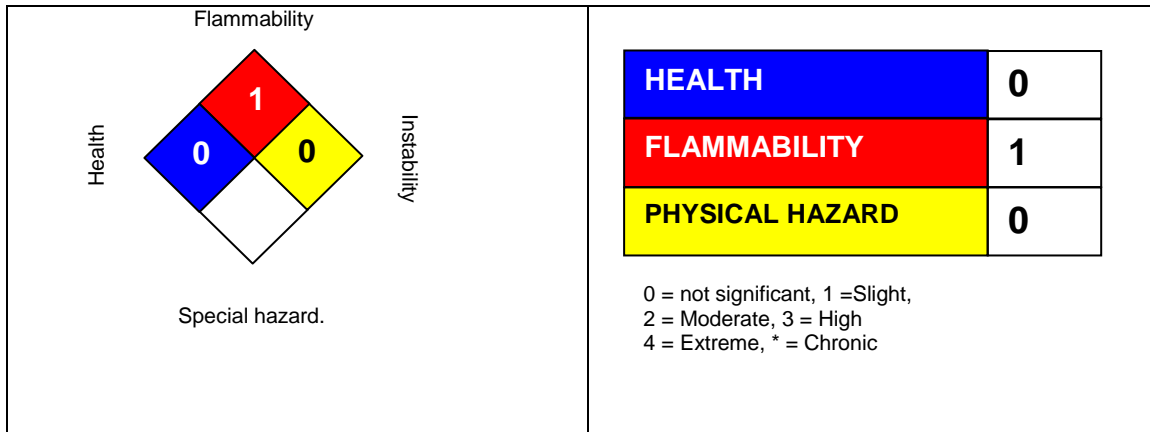 Flammability
1
Health
0
0
Instability
Special hazard.
HEALTH 0
FLAMMABILITY 1
PHYSICAL HAZARD 0
0 = not significant, 1 =Slight,
2 = Moderate, 3 = High
4 = Extreme, * = Chronic